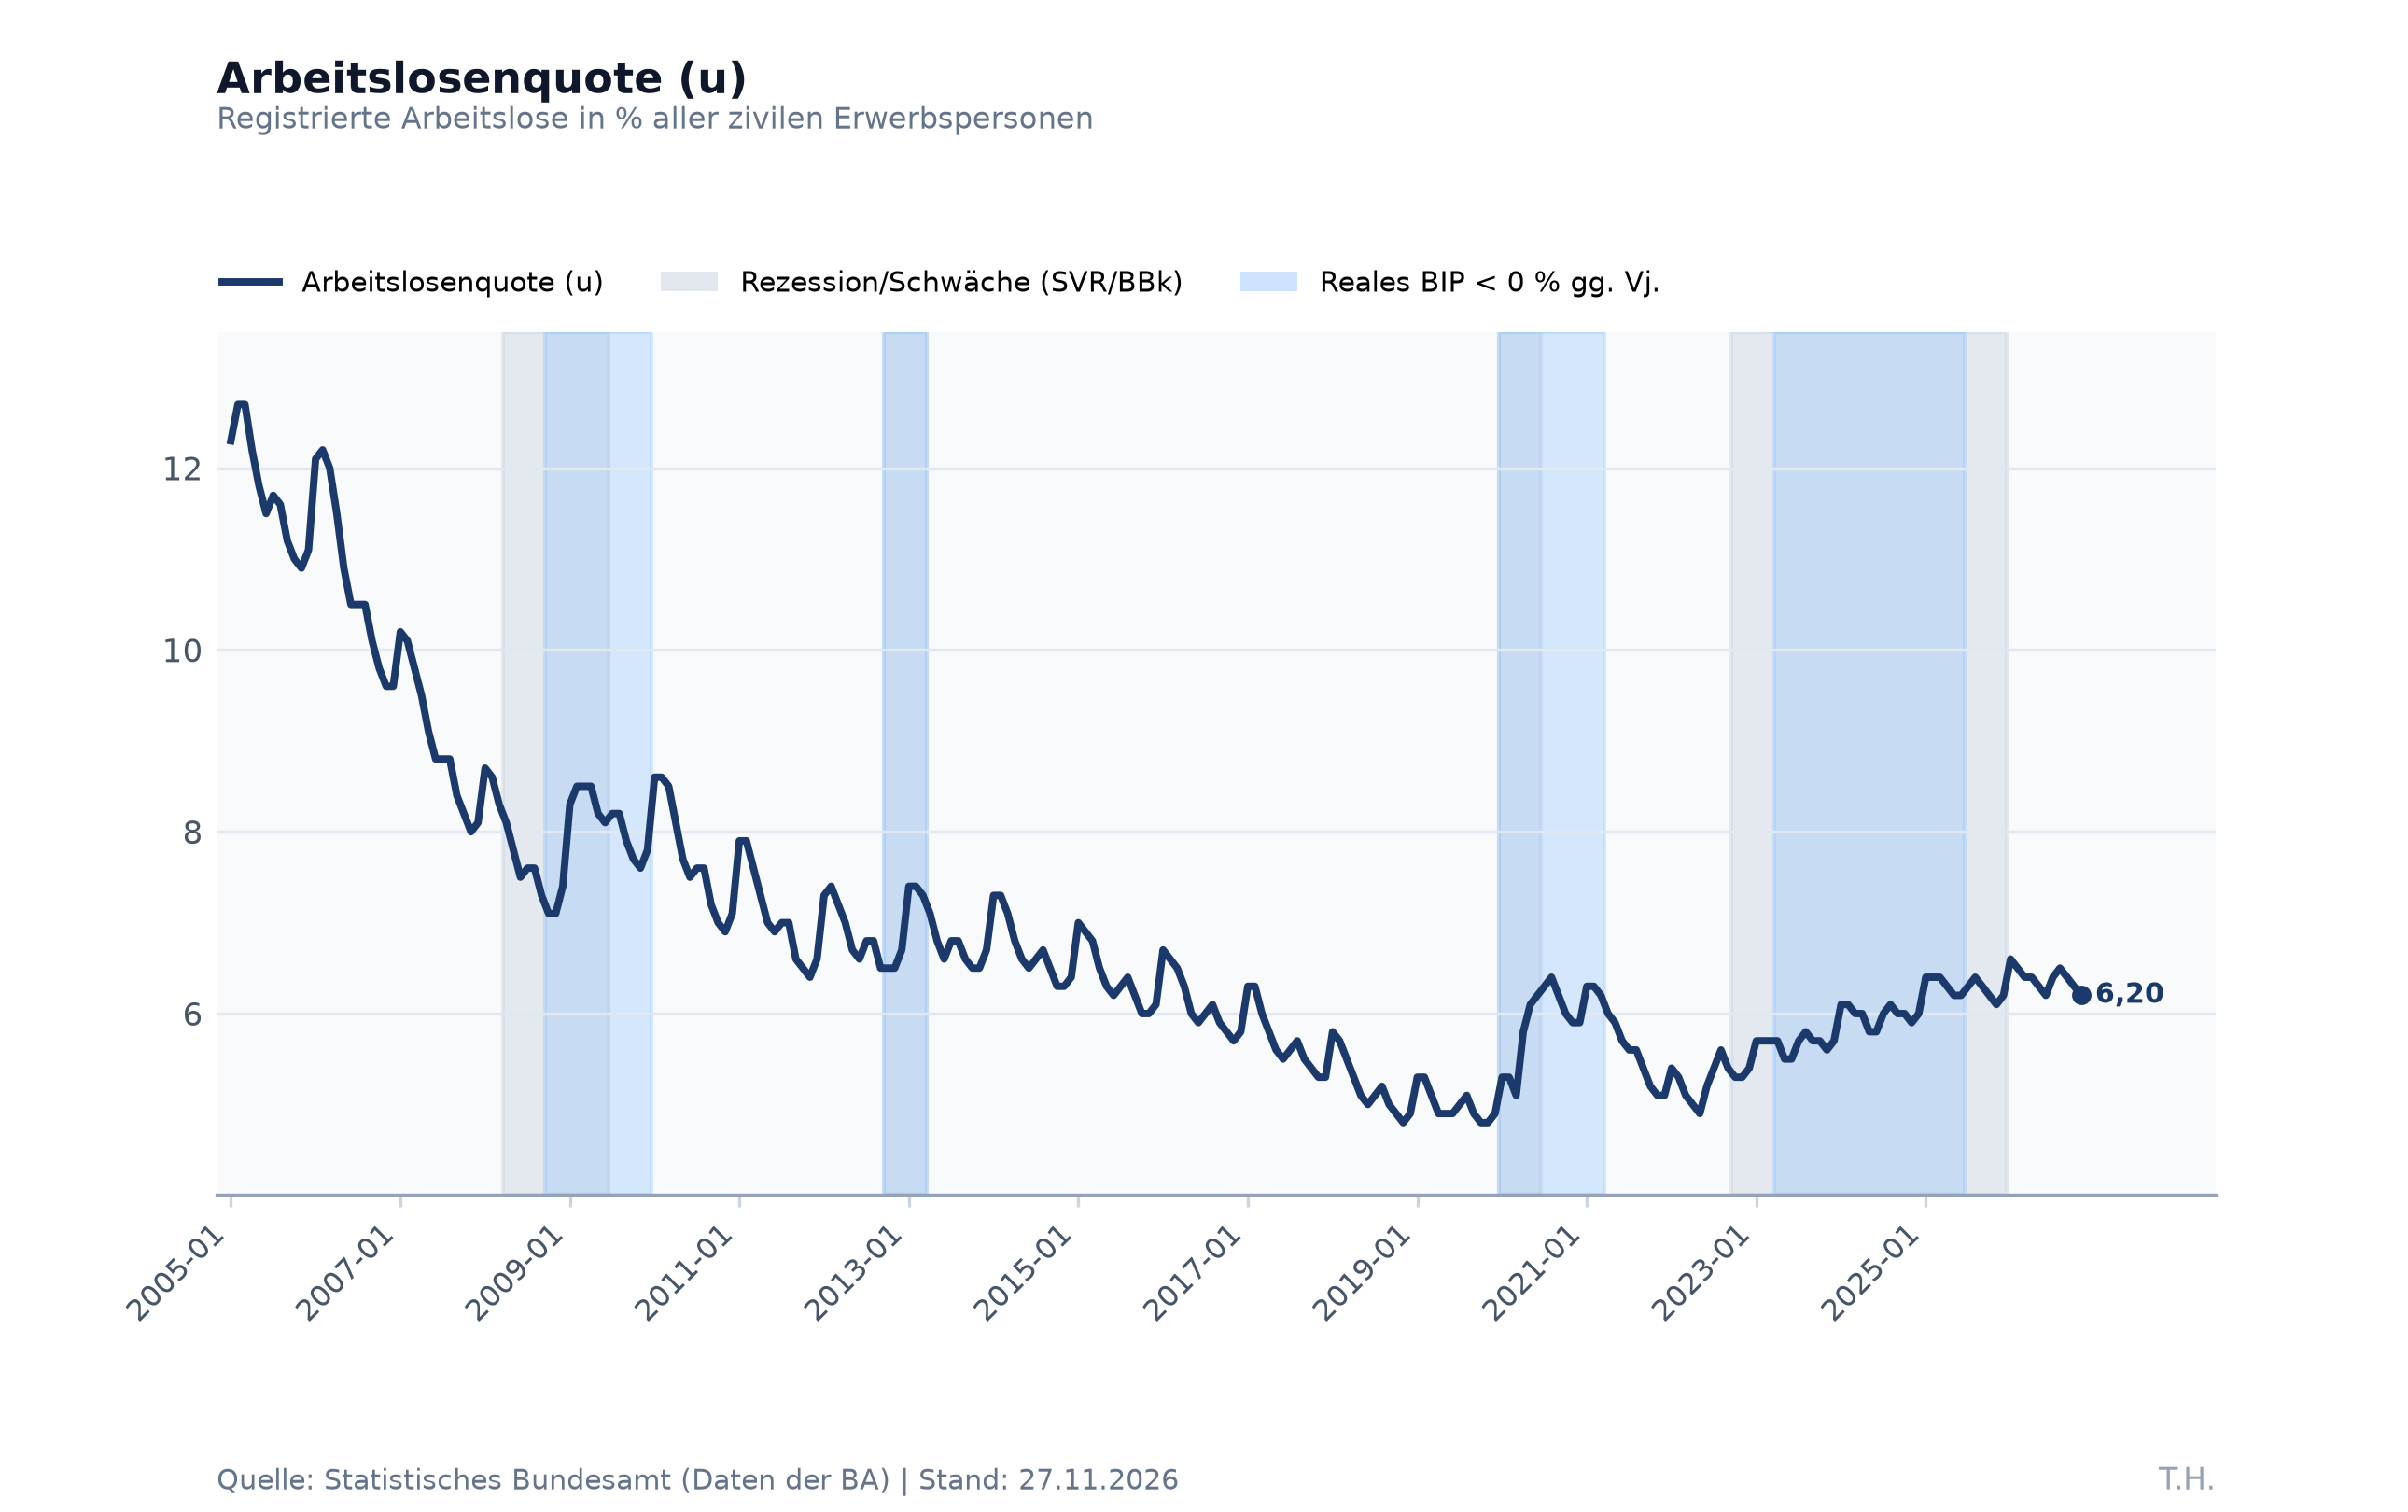 Arbeitslosenquote (u)
Registrierte Arbeitslose in % aller zivilen Erwerbspersonen
Arbeitslosenquote (u) Rezession/Schwäche (SVR/BBk) Reales BIP < 0 % gg. Vj.
12
10
8
6
6,20
2005-01 2007-01 2009-01 2011-01 2013-01 2015-01 2017-01 2019-01 2021-01 2023-01 2025-01
Quelle: Statistisches Bundesamt (Daten der BA) | Stand: 27.11.2026 T.H.